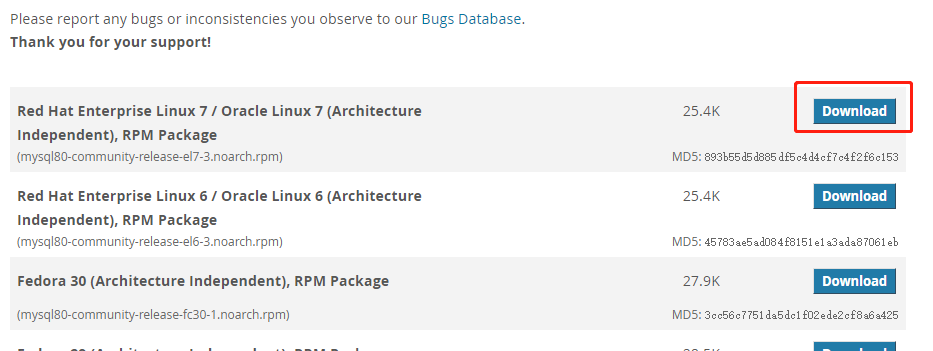 Please report any bugs or inconsistencies you observe to our Bugs Database.
Thank you for your support!
Red Hat Enterprise Linux 7 / Oracle Linux 7 (Architecture
Independent), RPM Package
25.4K
Download
(mysql80-community-release-el7-3.noarch.rpm)
MD5: 893b55d5d885df5c4d4cf7c4f2f6c153
Red Hat Enterprise Linux 6 / Oracle Linux 6 (Architecture
Independent), RPM Package
25.4K
Download
(mysql80-community-release-el6-3.noarch.rpm)
MD5: 45783ae5ad084f8151e1a3ada87061eb
Fedora 30 (Architecture Independent), RPM Package
27.9K
Download
(mysql80-community-release-fc30-1.noarch.rpm)
MD5: 3cc56c7751da5dc1f02ede2cf8a6a425